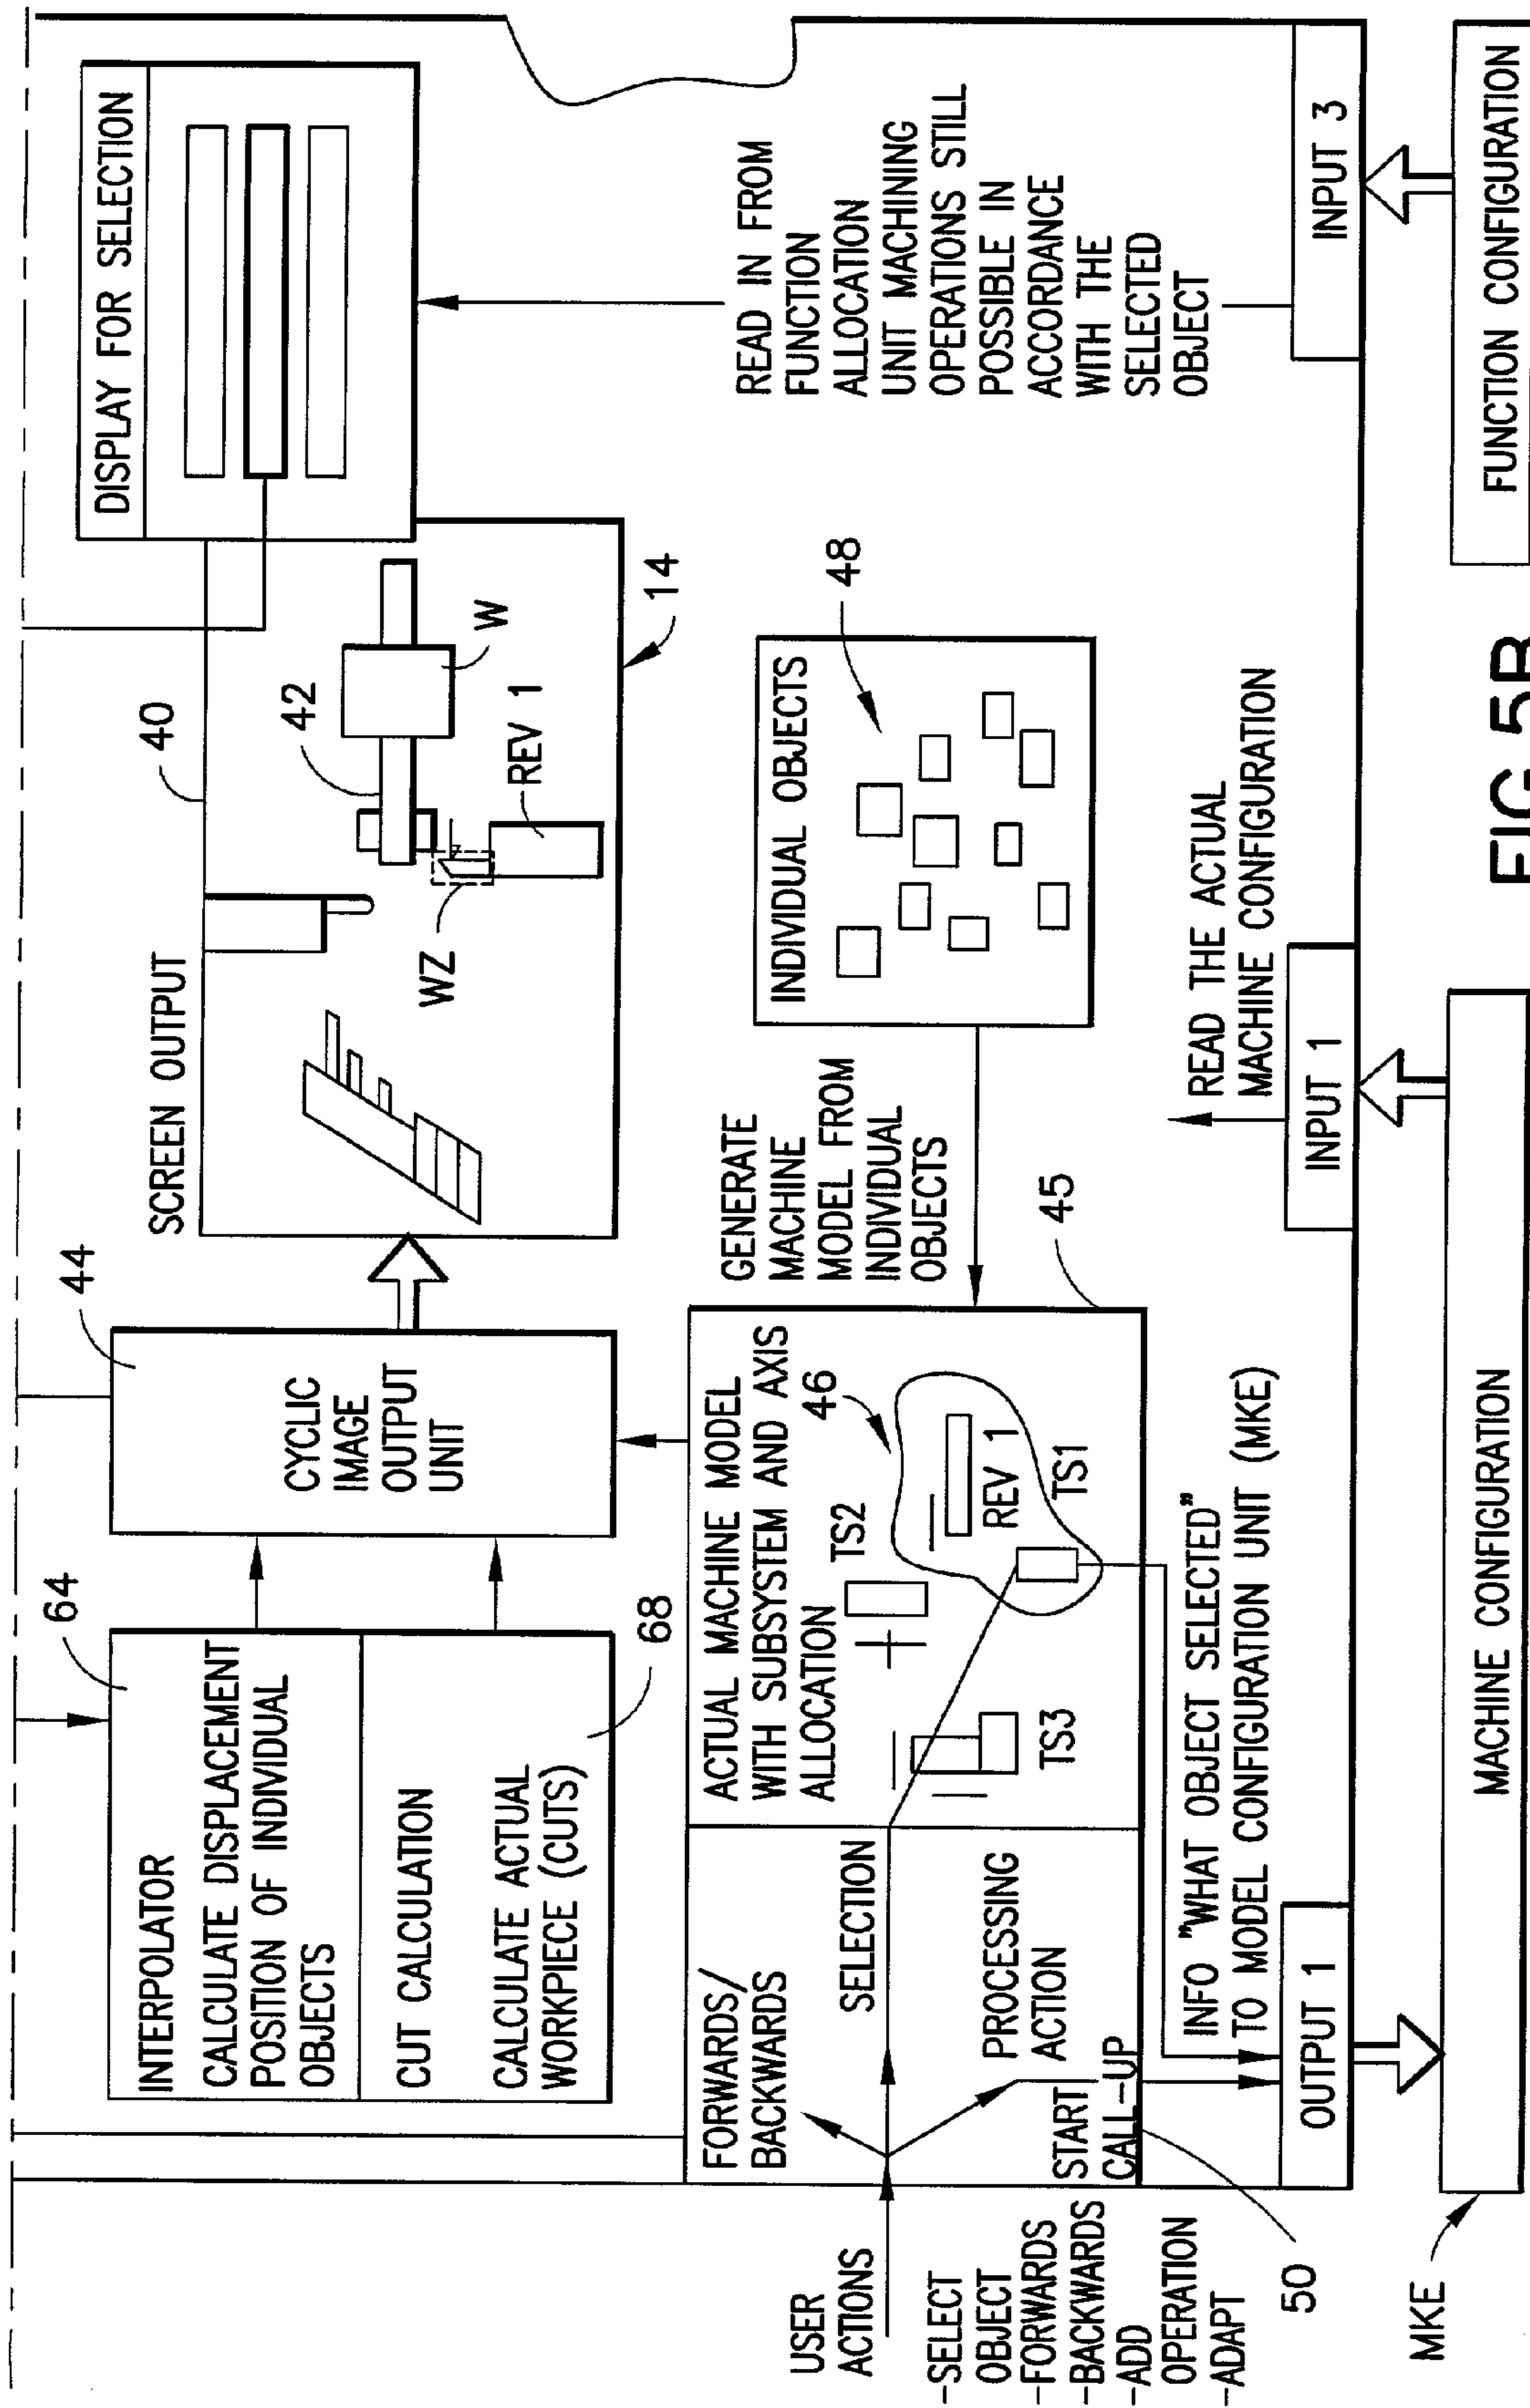 64
INTERPOLATOR
CALCULATE DISPLACEMENT
POSITION OF INDIVIDUAL
OBJECTS
CUT CALCULATION
CALCULATE ACTUAL
WORKPIECE (CUTS)
68
44
CYCLIC
IMAGE
OUTPUT
UNIT
SCREEN OUTPUT
40
42
W
WZ
REV 1
14
DISPLAY FOR SELECTION
USER
ACTIONS
-SELECT
OBJECT
-FORWARDS
-BACKWARDS
-ADD
OPERATION
-ADAPT
FORWARDS/
BACKWARDS
SELECTION
PROCESSING
ACTION
START
CALL-UP
50
ACTUAL MACHINE MODEL
WITH SUBSYSTEM AND AXIS
ALLOCATION
TS2
46
REV 1
TS1
TS3
45
GENERATE
MACHINE
MODEL FROM
INDIVIDUAL
OBJECTS
INDIVIDUAL OBJECTS
48
READ IN FROM
FUNCTION
ALLOCATION
UNIT MACHINING
OPERATIONS STILL
POSSIBLE IN
ACCORDANCE
WITH THE
SELECTED
OBJECT
INFO "WHAT OBJECT SELECTED"
TO MODEL CONFIGURATION UNIT (MKE)
READ THE ACTUAL
MACHINE CONFIGURATION
OUTPUT 1
INPUT 1
INPUT 3
MKE
MACHINE CONFIGURATION
FUNCTION CONFIGURATION
FIG. 5B